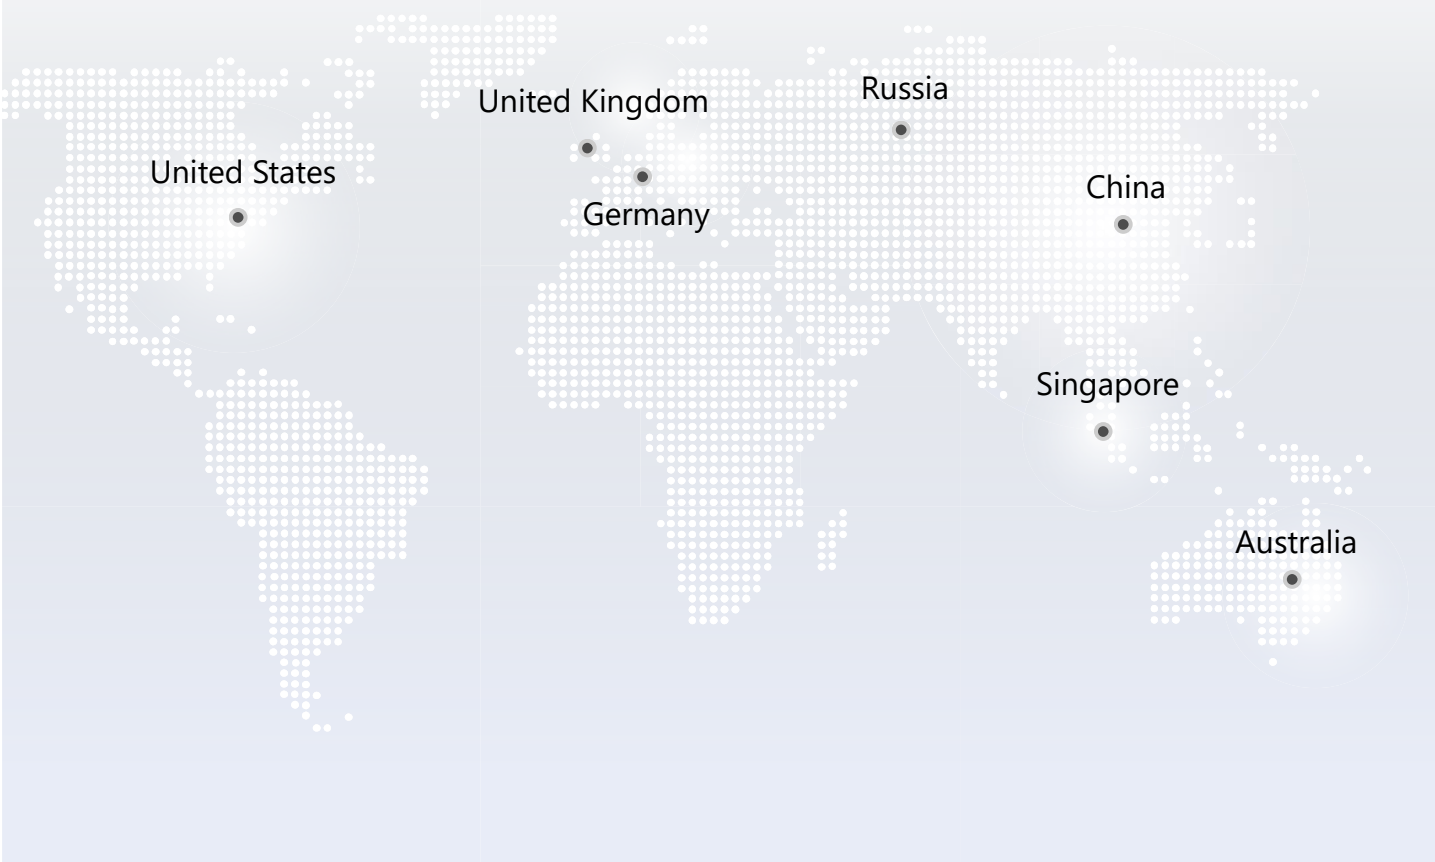 Russia
United Kingdom
United States
China
Germany
Singapore
Australia